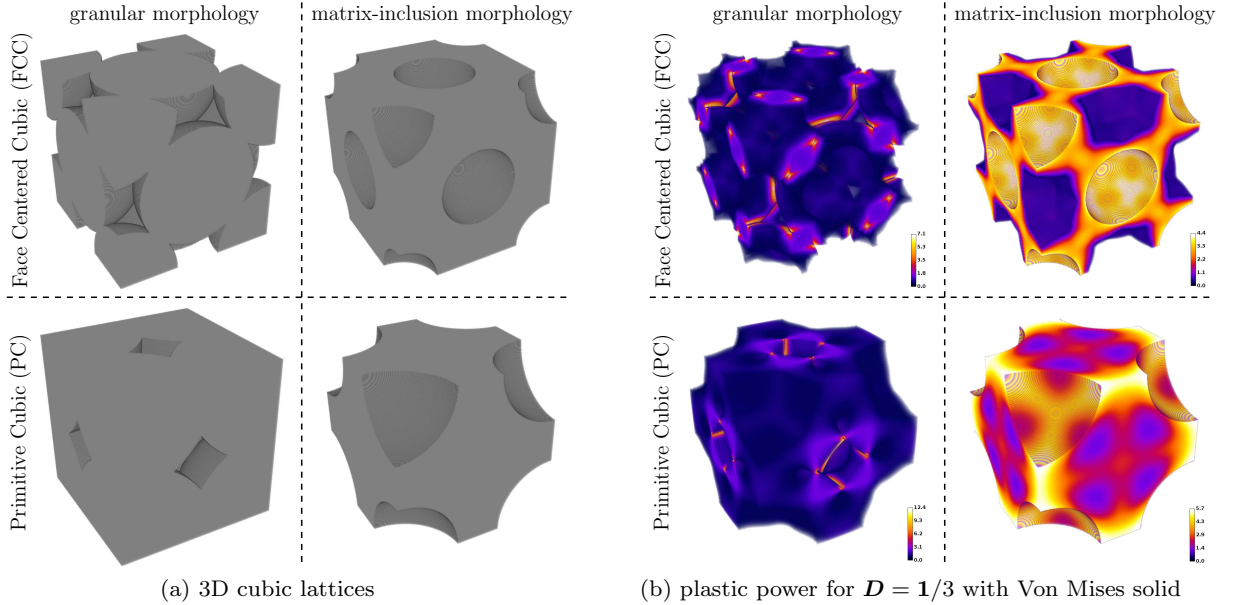 granular morphology
matrix-inclusion morphology
granular morphology
matrix-inclusion morphology
Face Centered Cubic (FCC)
Face Centered Cubic (FCC)
7.1
5.3
3.5
1.8
0.0
4.4
3.3
2.2
1.1
0.0
Primitive Cubic (PC)
Primitive Cubic (PC)
12.4
9.3
6.2
3.1
0.0
5.7
4.3
2.9
1.4
0.0
(a) 3D cubic lattices
(b) plastic power for D = 1/3 with Von Mises solid